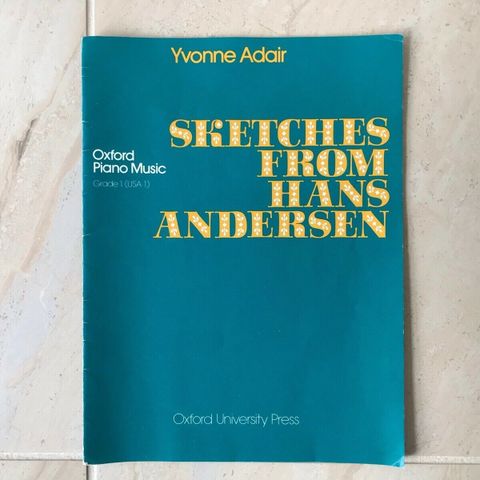 Yvonne Adair
SKETCHES
FROM
HANS
ANDERSEN
Oxford
Piano Music
Grade 1 (USA 1)
Oxford University Press